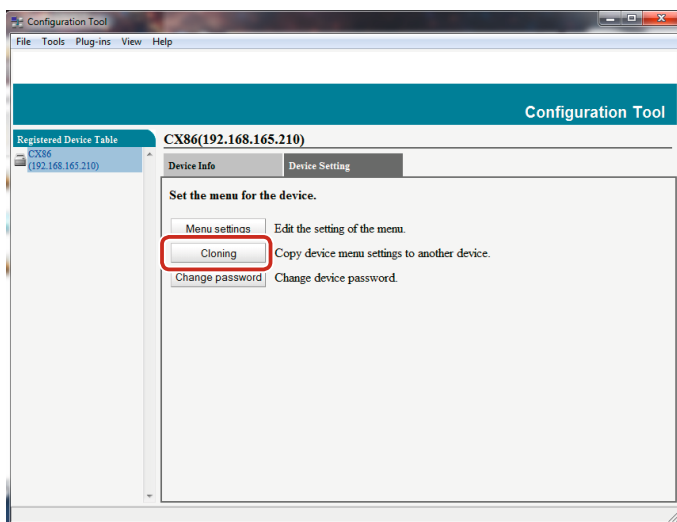 Configuration Tool
File Tools Plug-ins View Help
Configuration Tool
Registered Device Table
CX86
(192.168.165.210)
CX86(192.168.165.210)
Device Info Device Setting
Set the menu for the device.
Menu settings Edit the setting of the menu.
Cloning Copy device menu settings to another device.
Change password Change device password.